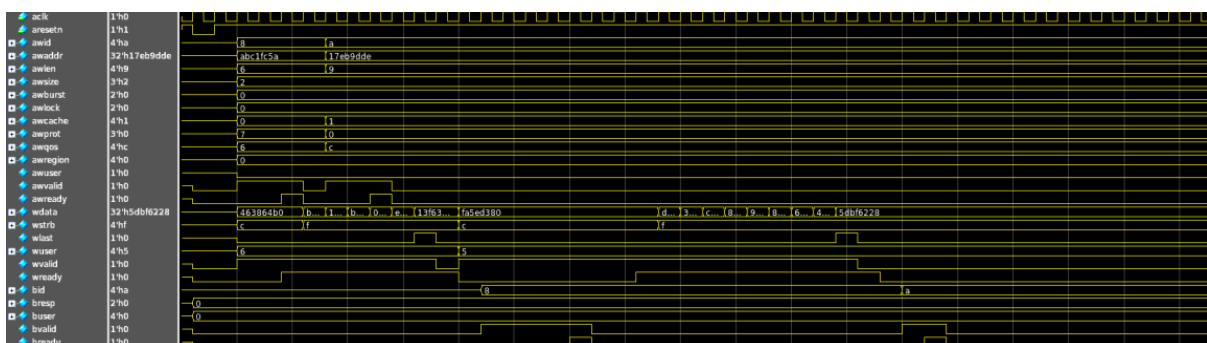 aclk 1'h0
aresetn 1'h1
awid 4'ha 8 a
awaddr 32'h17eb9dde abc1fc5a 17eb9dde
awlen 4'h9 6 9
awsize 3'h2 2
awburst 2'h0 0
awlock 2'h0 0
awcache 4'h1 0 1
awprot 3'h0 7 0
awqos 4'hc 6 c
awregion 4'h0 0
awuser 1'h0
awvalid 1'h0
awready 1'h0
wdata 32'h5dbf6228 463864b0 b... 1... b... 0... e... 13f63... fa5ed380 d... 3... c... 8... 9... 8... 6... 4... 5dbf6228
wstrb 4'hf c f c f
wlast 1'h0
wuser 4'h5 6 5
wvalid 1'h0
wready 1'h0
bid 4'ha 8 a
bresp 2'h0 0
buser 4'h0 0
bvalid 1'h0
bready 1'h0